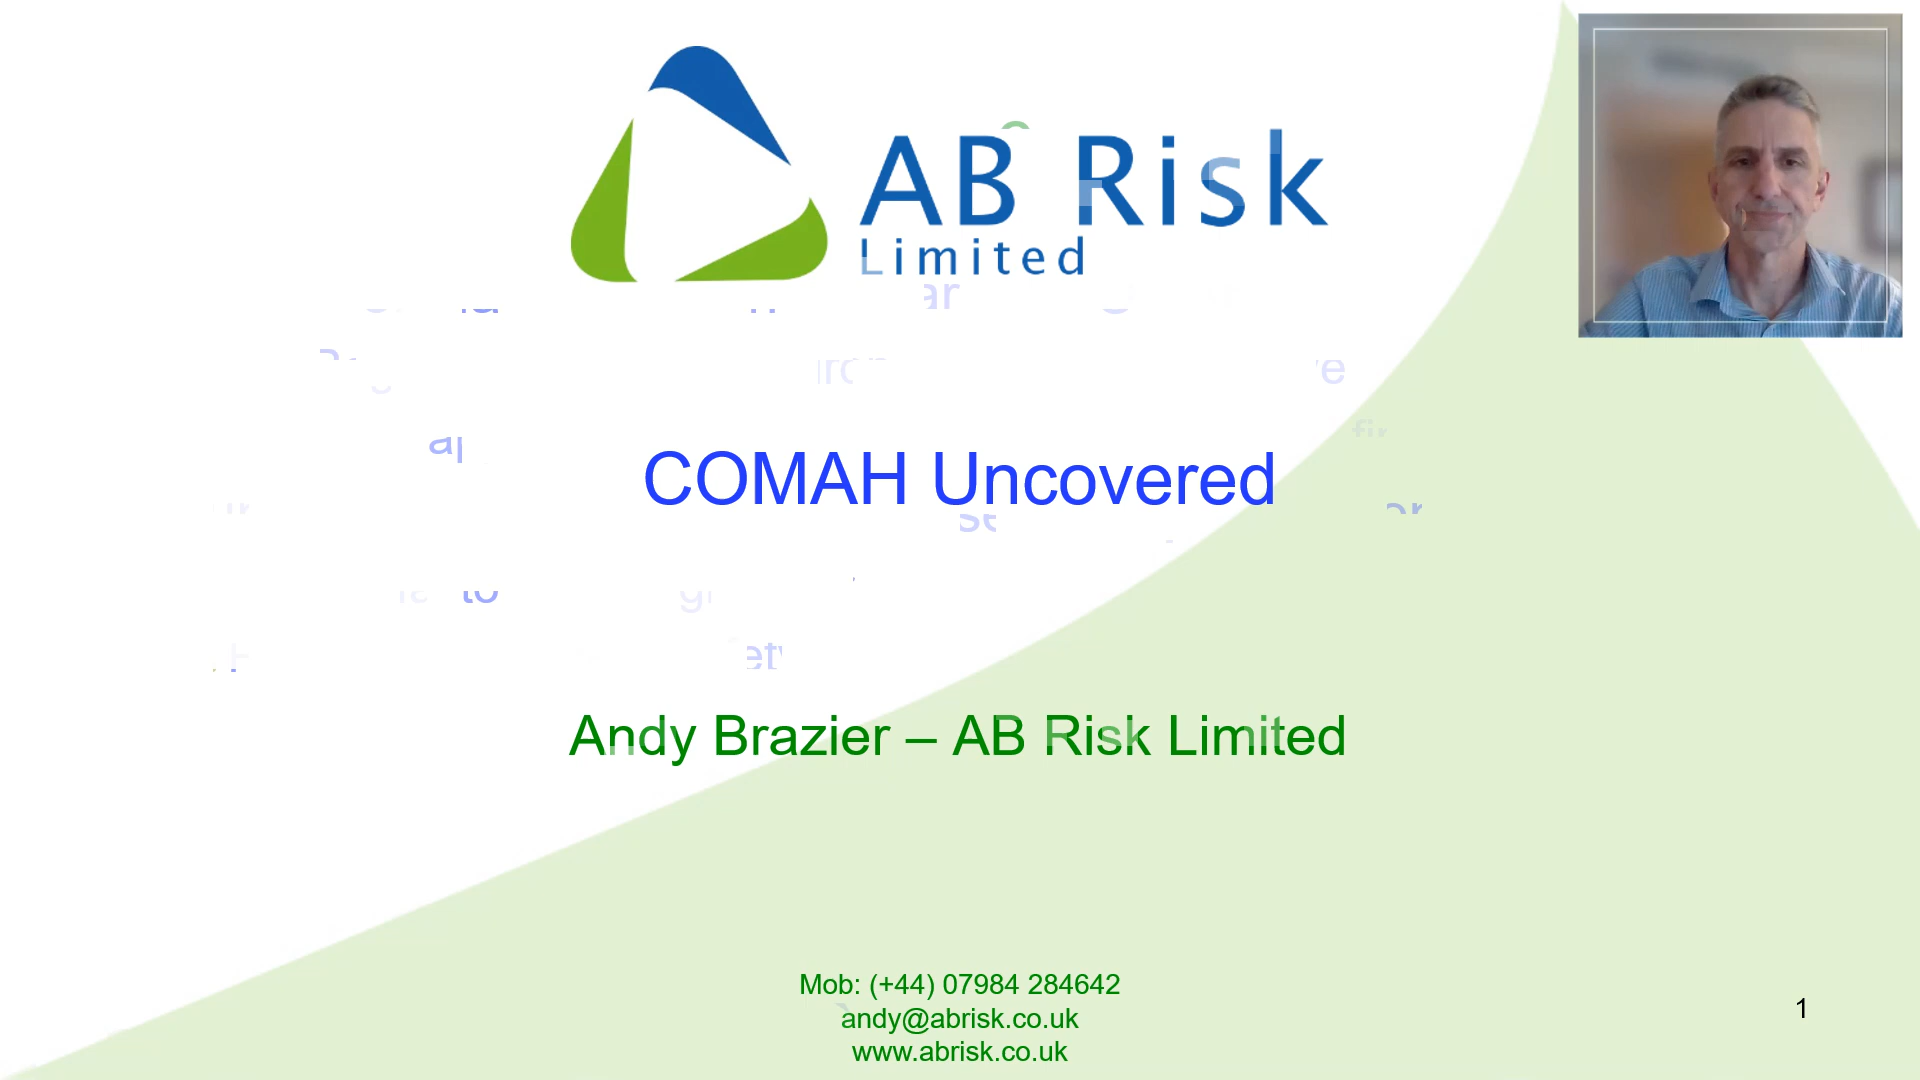 AB Risk
Limited
COMAH Uncovered
Andy Brazier – AB Risk Limited
Mob: (+44) 07984 284642
andy@abrisk.co.uk
www.abrisk.co.uk
1